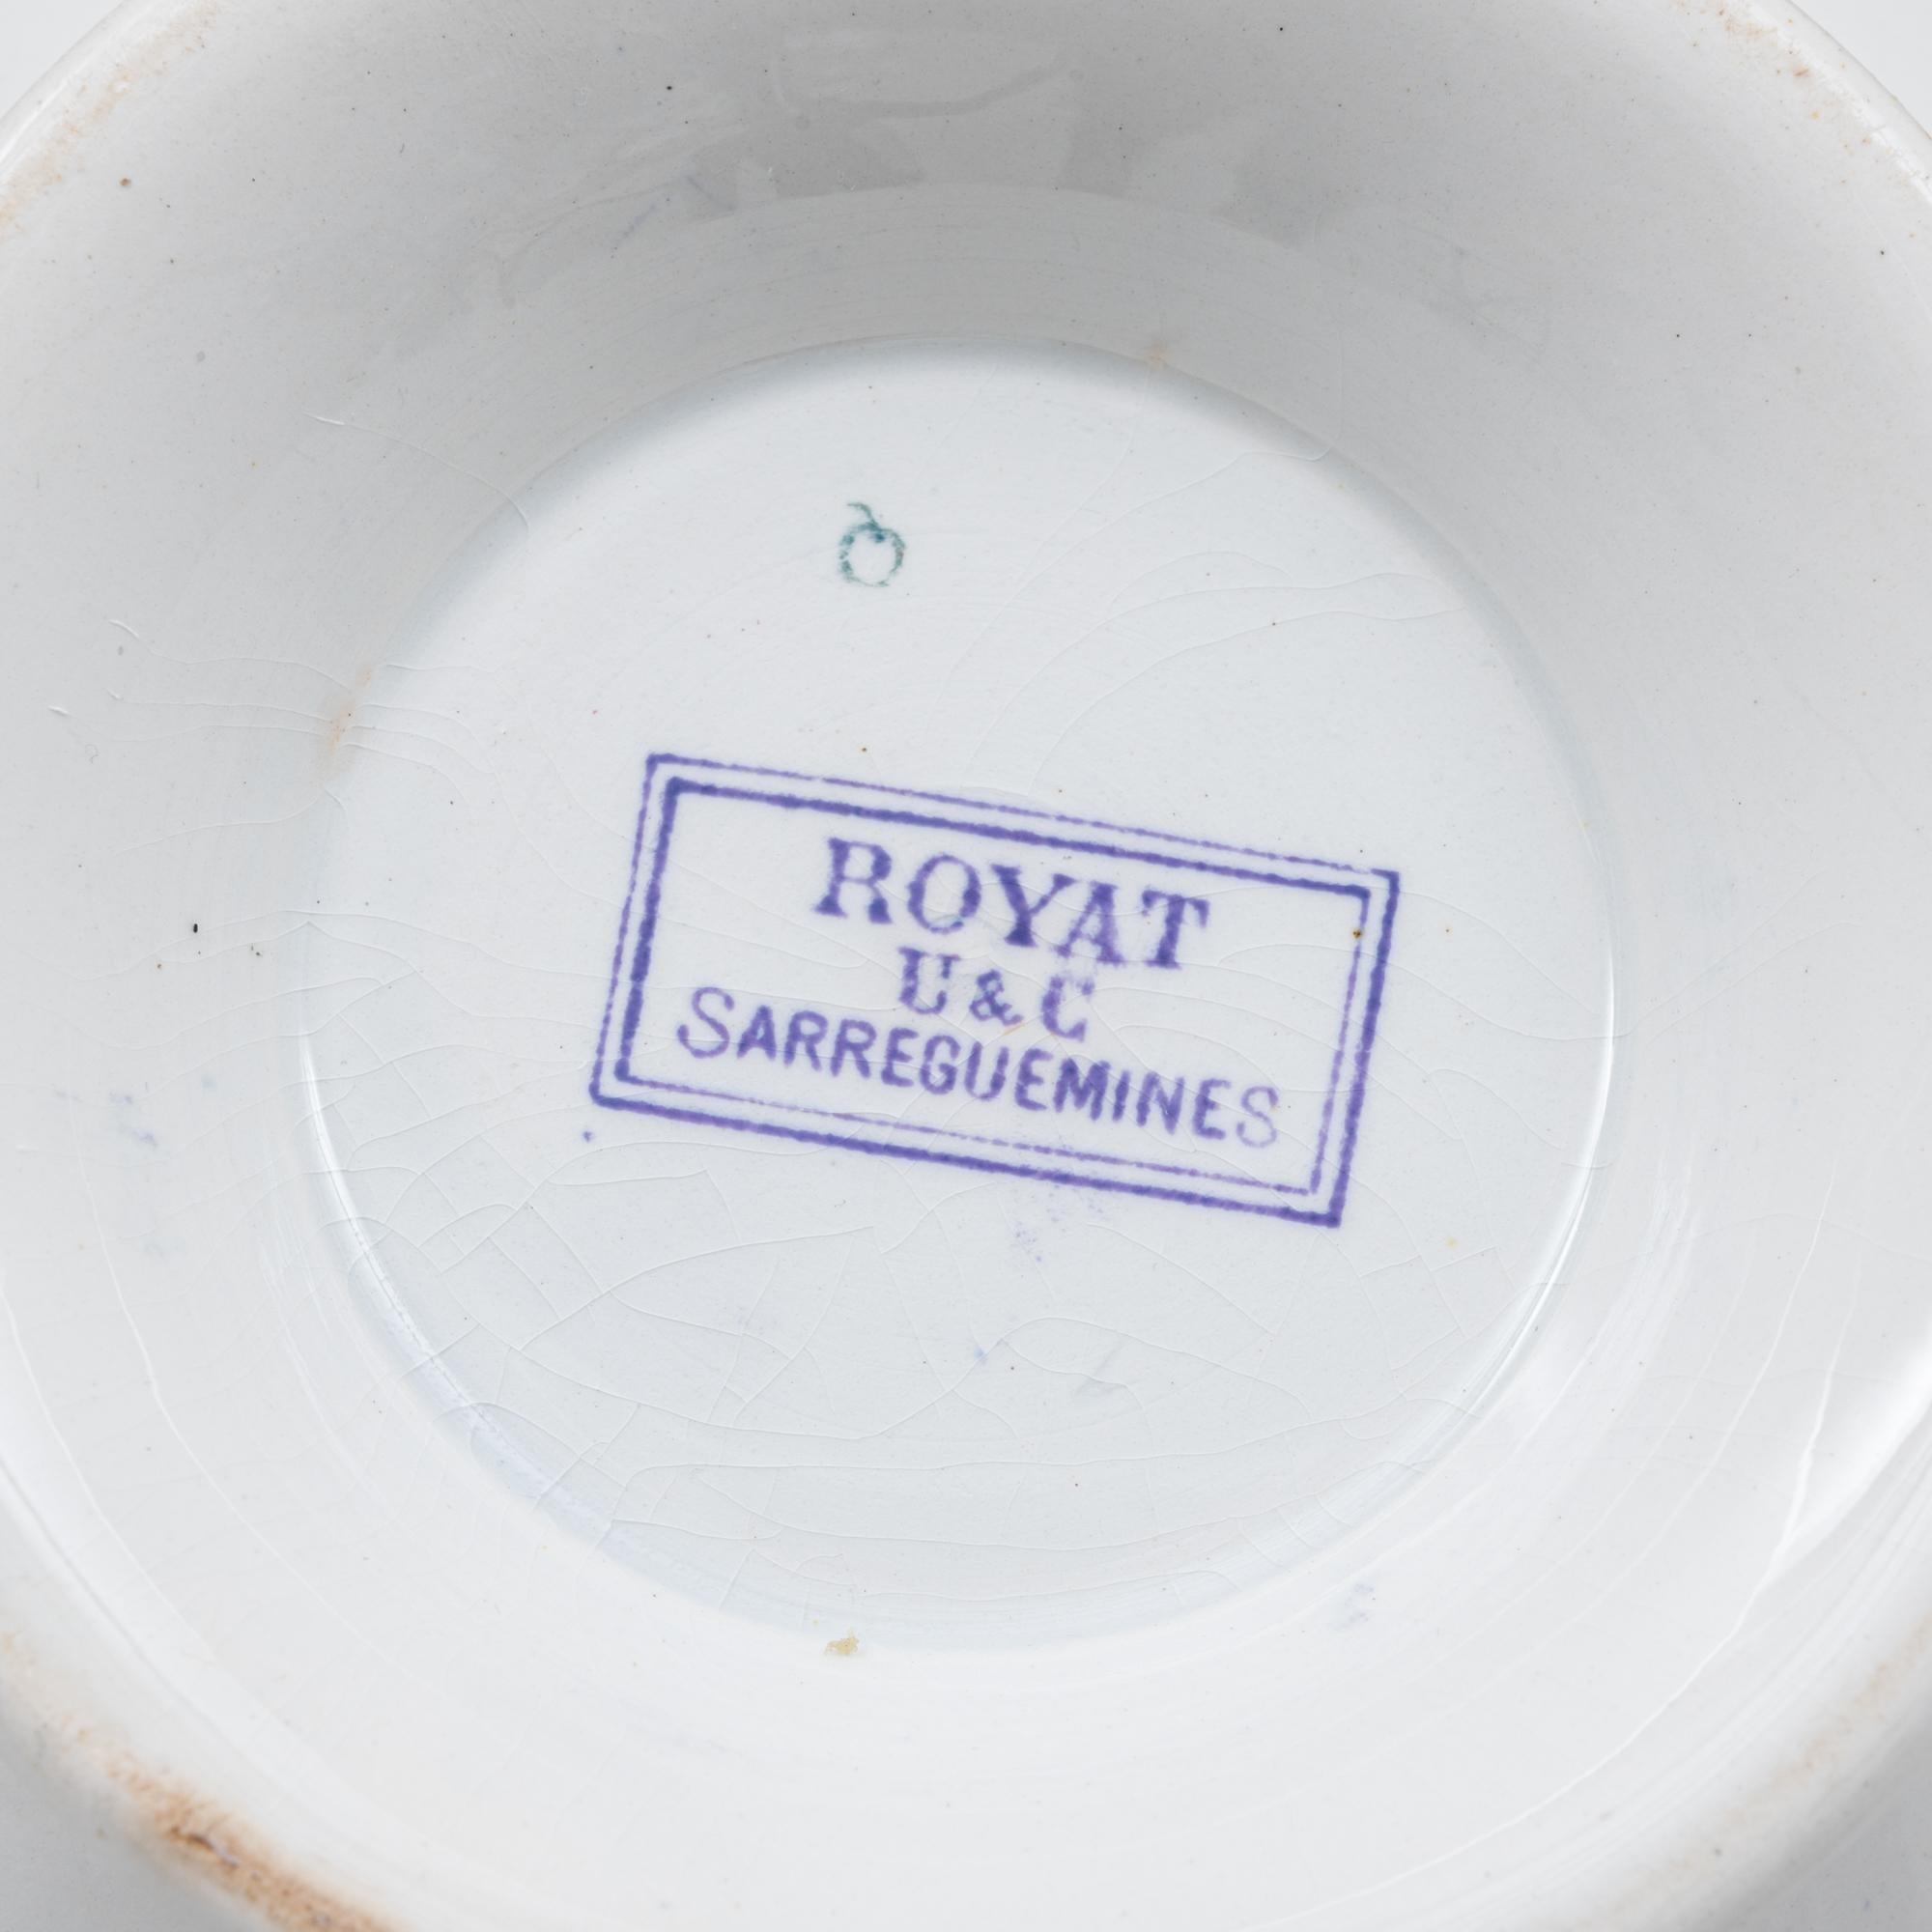 ROYAT
U & C
SARREGUEMINES